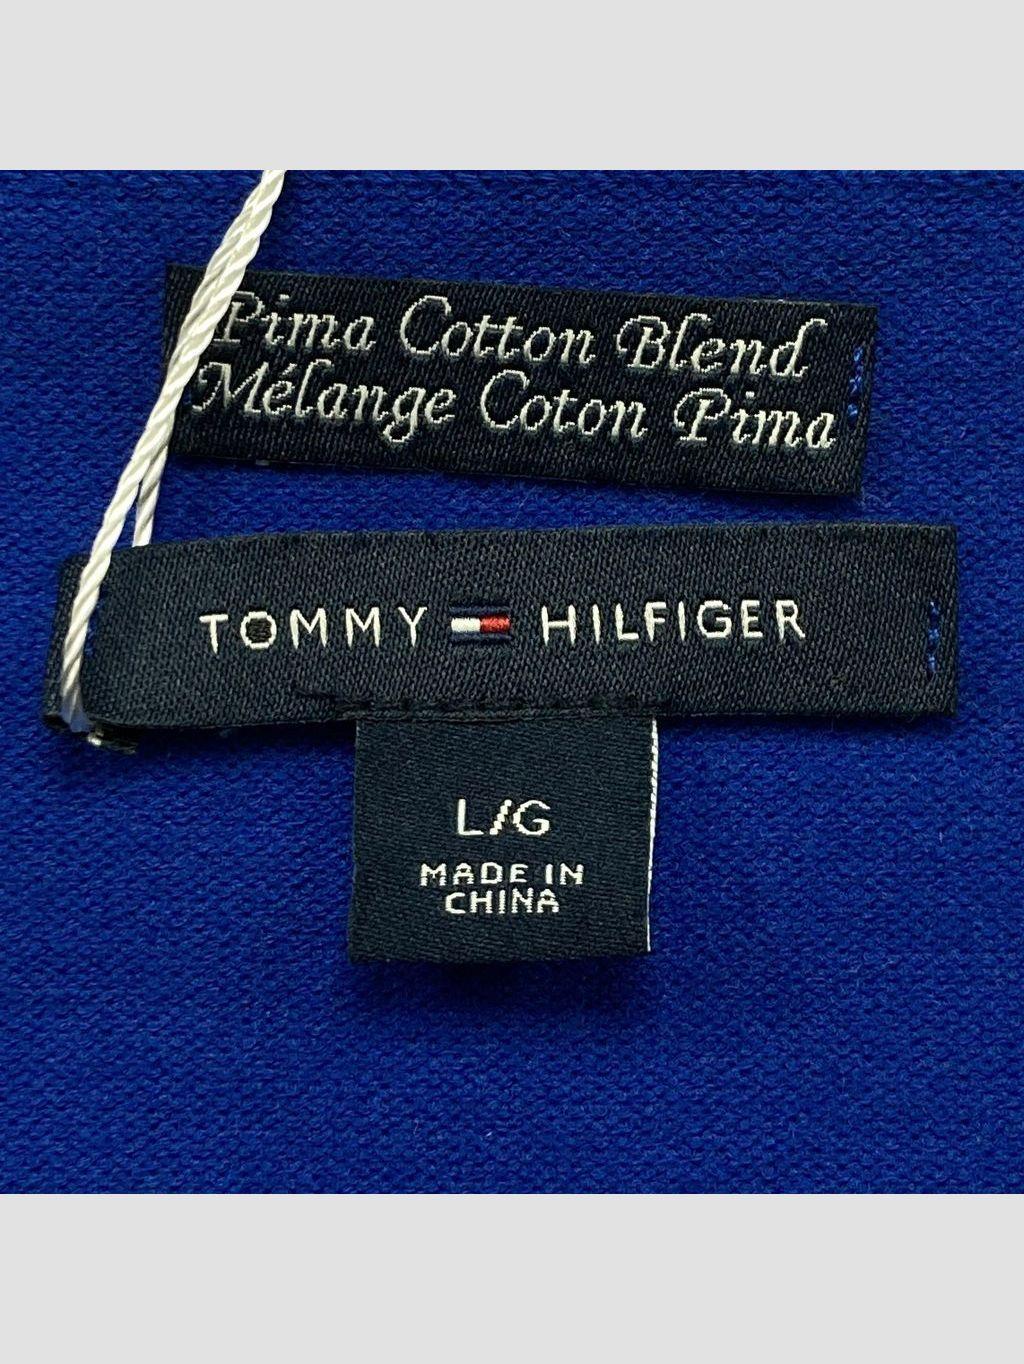 Pima Cotton Blend
Mélange Coton Pima
TOMMY HILFIGER
L/G
MADE IN
CHINA